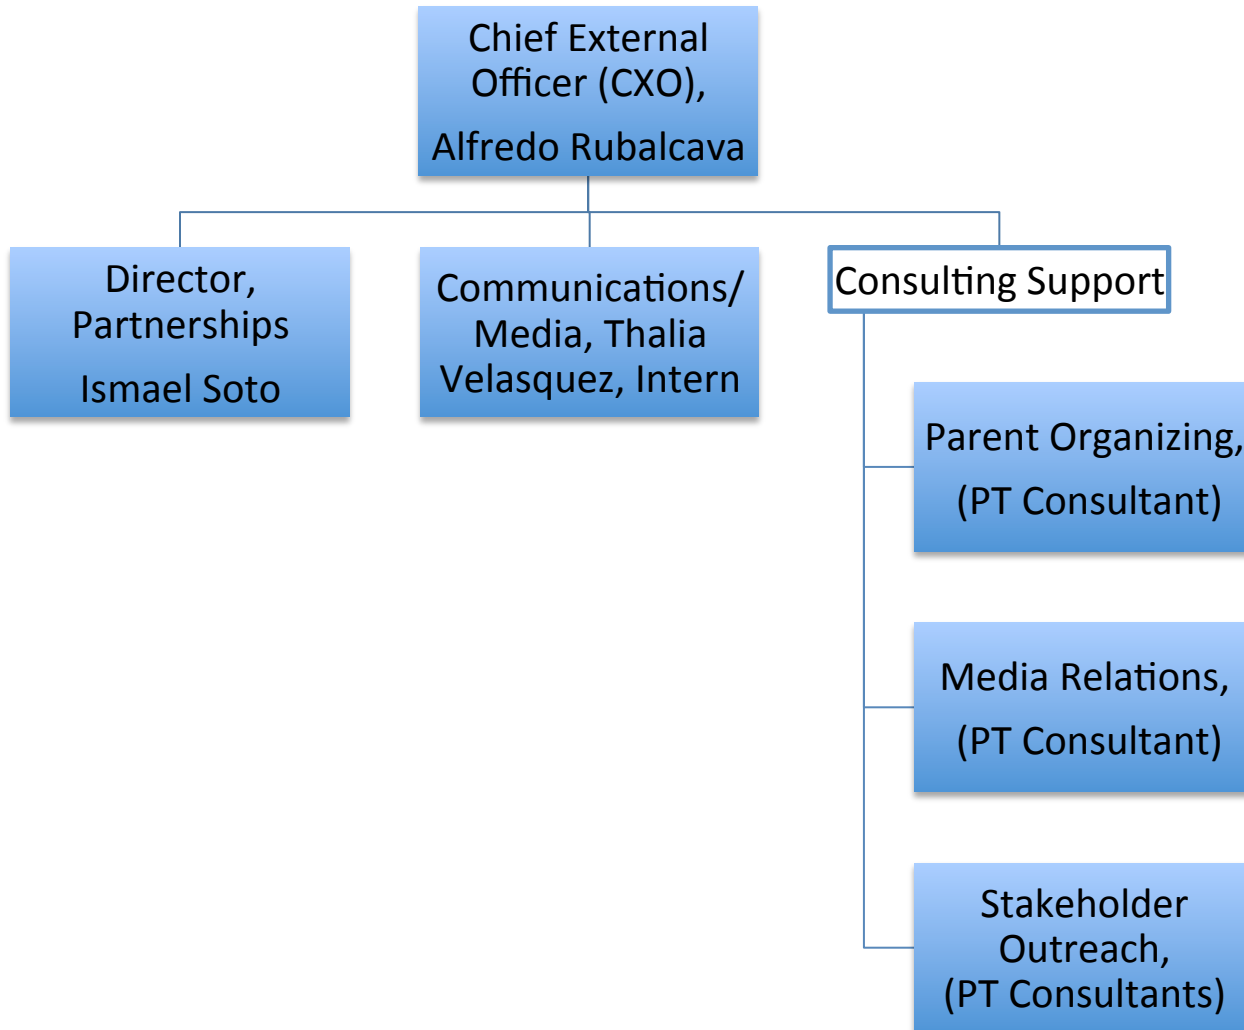 Chief External
Officer (CXO),
Alfredo Rubalcava
Director,
Partnerships
Ismael Soto
Communications/
Media, Thalia
Velasquez, Intern
Consulting Support
Parent Organizing,
(PT Consultant)
Media Relations,
(PT Consultant)
Stakeholder
Outreach,
(PT Consultants)